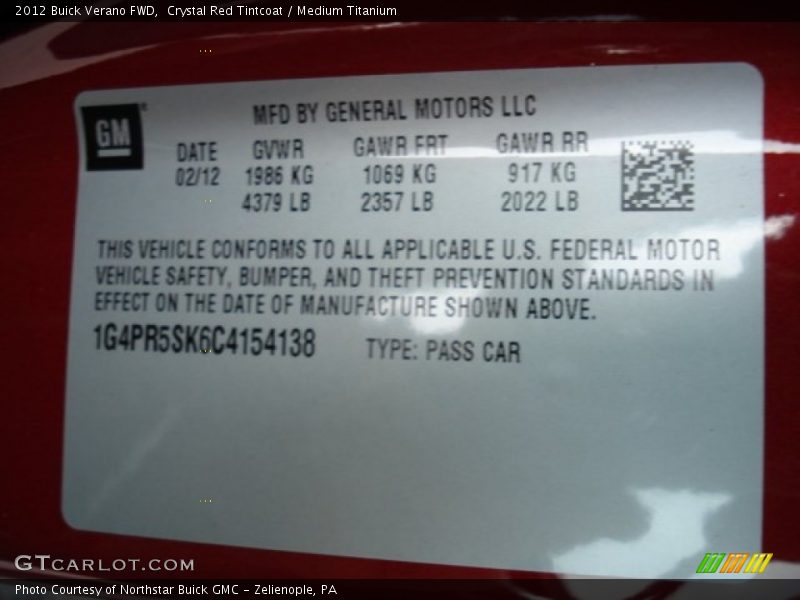 2012 Buick Verano FWD,  Crystal Red Tintcoat / Medium Titanium
GM
MFD BY GENERAL MOTORS LLC
DATE GVWR GAWR FRT GAWR RR
02/12 1986 KG 1069 KG 917 KG
4379 LB 2357 LB 2022 LB
THIS VEHICLE CONFORMS TO ALL APPLICABLE U.S. FEDERAL MOTOR
VEHICLE SAFETY, BUMPER, AND THEFT PREVENTION STANDARDS IN
EFFECT ON THE DATE OF MANUFACTURE SHOWN ABOVE.
1G4PR5SK6C4154138 TYPE: PASS CAR
GTCARLOT.COM
Photo Courtesy of Northstar Buick GMC - Zelienople, PA